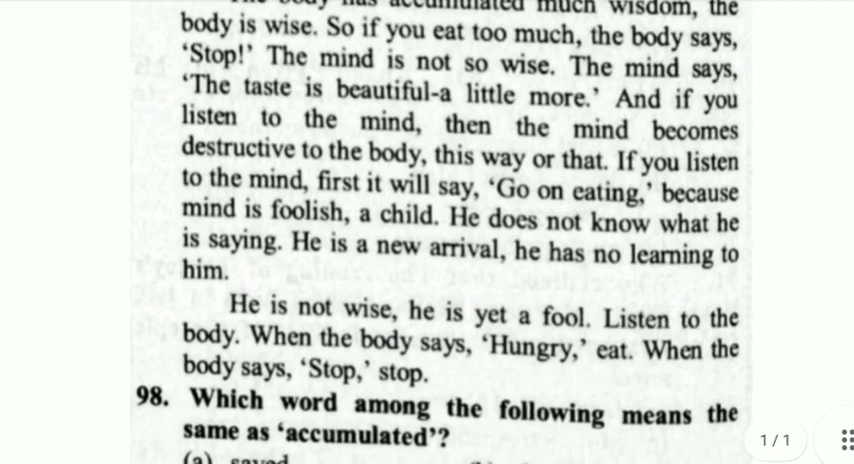 The body has accumulated much wisdom, the
body is wise. So if you eat too much, the body says,
‘Stop!’ The mind is not so wise. The mind says,
‘The taste is beautiful-a little more.’ And if you
listen to the mind, then the mind becomes
destructive to the body, this way or that. If you listen
to the mind, first it will say, ‘Go on eating,’ because
mind is foolish, a child. He does not know what he
is saying. He is a new arrival, he has no learning to
him.
He is not wise, he is yet a fool. Listen to the
body. When the body says, ‘Hungry,’ eat. When the
body says, ‘Stop,’ stop.
98. Which word among the following means the
same as ‘accumulated’?
(a) saved
1/1